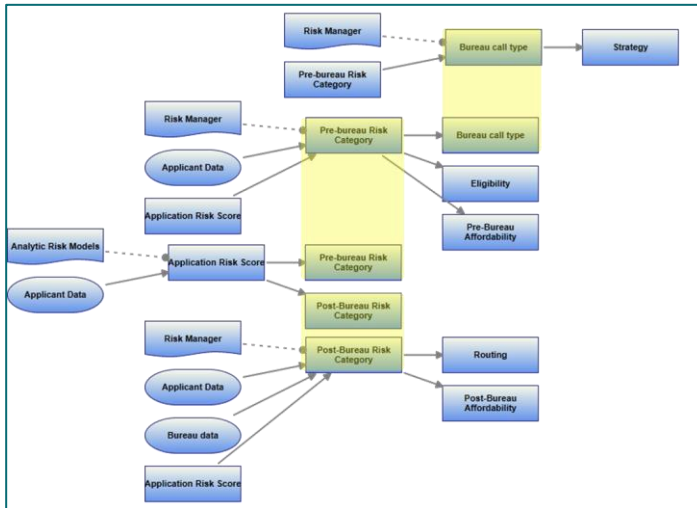 Risk Manager
Bureau call type
Strategy
Pre-bureau Risk
Category
Risk Manager
Pre-bureau Risk
Category
Bureau call type
Applicant Data
Eligibility
Application Risk Score
Pre-Bureau
Affordability
Analytic Risk Models
Application Risk Score
Pre-bureau Risk
Category
Applicant Data
Post-Bureau Risk
Category
Risk Manager
Post-Bureau Risk
Category
Routing
Applicant Data
Post-Bureau
Affordability
Bureau data
Application Risk Score